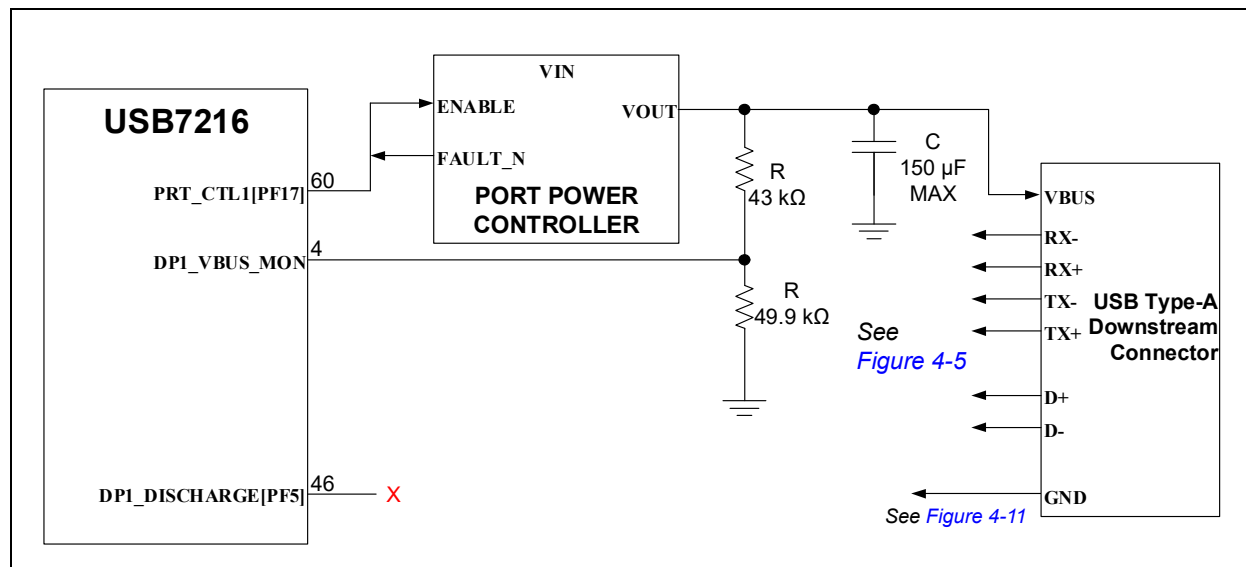 USB7216
PRT_CTL1[PF17]
60
DP1_VBUS_MON
4
DP1_DISCHARGE[PF5]
46
X
VIN
ENABLE
VOUT
FAULT_N
PORT POWER
CONTROLLER
R
43 kΩ
R
49.9 kΩ
C
150 µF
MAX
See
Figure 4-5
See Figure 4-11
VBUS
RX-
RX+
TX-
TX+
D+
D-
GND
USB Type-A
Downstream
Connector